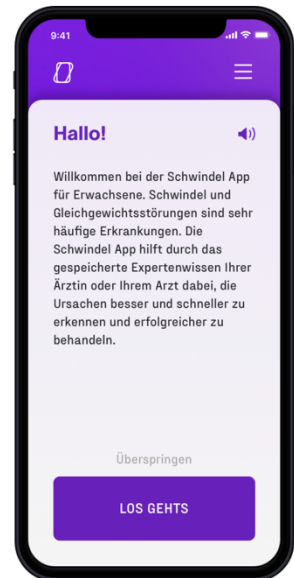 9:41
Hallo!
Willkommen bei der Schwindel App
für Erwachsene. Schwindel und
Gleichgewichtsstörungen sind sehr
häufige Erkrankungen. Die
Schwindel App hilft durch das
gespeicherte Expertenwissen Ihrer
Ärztin oder Ihrem Arzt dabei, die
Ursachen besser und schneller zu
erkennen und erfolgreicher zu
behandeln.
Überspringen
LOS GEHTS